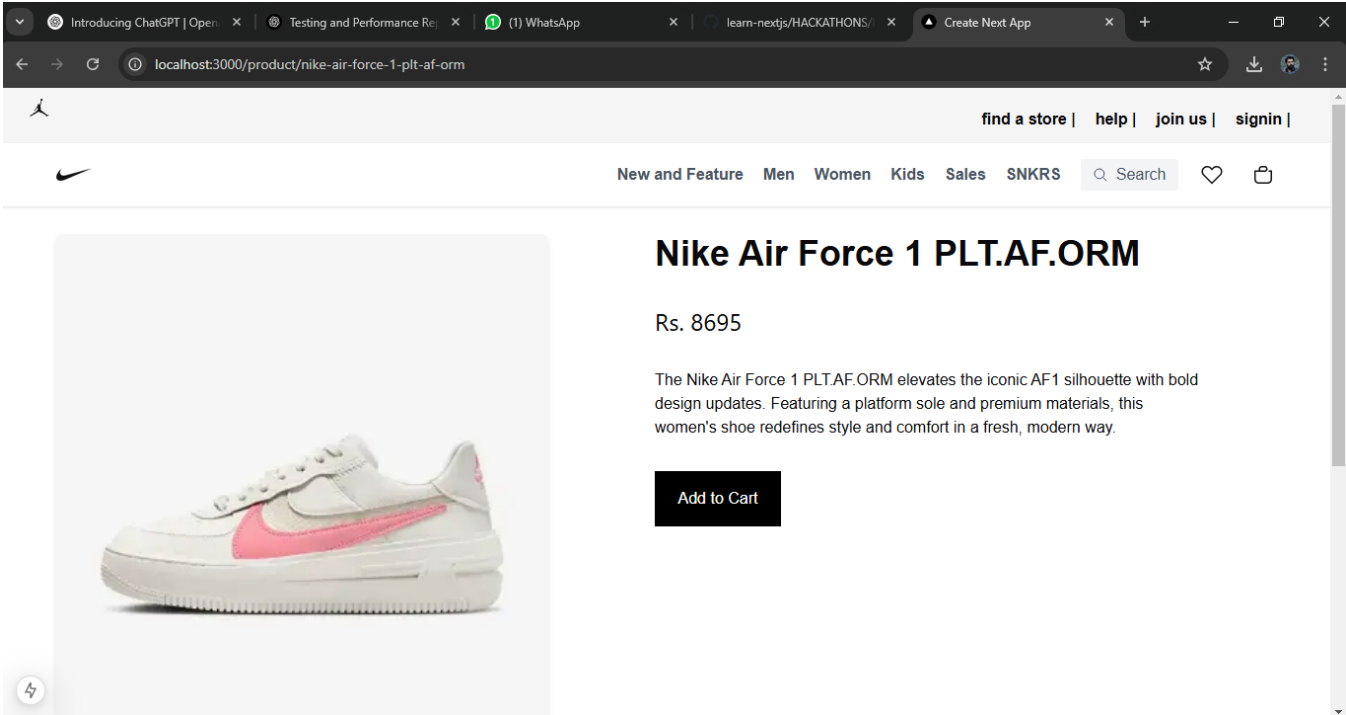 Introducing ChatGPT | Open
Testing and Performance Re
1 (1) WhatsApp
learn-nextjs/HACKATHONS/
Create Next App
localhost:3000/product/nike-air-force-1-plt-af-orm
find a store | help | join us | signin |
New and Feature Men Women Kids Sales SNKRS Search
Nike Air Force 1 PLT.AF.ORM
Rs. 8695
The Nike Air Force 1 PLT.AF.ORM elevates the iconic AF1 silhouette with bold
design updates. Featuring a platform sole and premium materials, this
women's shoe redefines style and comfort in a fresh, modern way.
Add to Cart